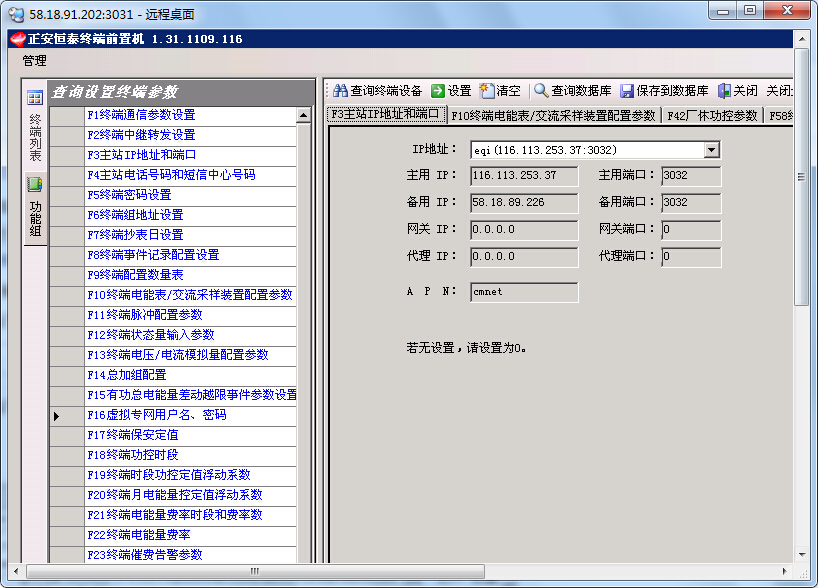 58.18.91.202:3031 - 远程桌面
正安恒泰终端前置机 1.31.1109.116
管理
终端列表
功能组
查询设置终端参数
F1终端通信参数设置
F2终端中继转发设置
F3主站IP地址和端口
F4主站电话号码和短信中心号码
F5终端密码设置
F6终端组地址设置
F7终端抄表日设置
F8终端事件记录配置设置
F9终端配置数量表
F10终端电能表/交流采样装置配置参数
F11终端脉冲配置参数
F12终端状态量输入参数
F13终端电压/电流模拟量配置参数
F14总加组配置
F15有功总电能量差动越限事件参数设置
F16虚拟专网用户名、密码
F17终端保安定值
F18终端功控时段
F19终端时段功控定值浮动系数
F20终端月电能量控定值浮动系数
F21终端电能量费率时段和费率数
F22终端电能量费率
F23终端催费告警参数
查询终端设备 设置 清空 查询数据库 保存到数据库 关闭 关闭
F3主站IP地址和端口 F10终端电能表/交流采样装置配置参数 F42厂休功控参数 F58终
IP地址: eqi(116.113.253.37:3032)
主用 IP: 116.113.253.37 主用端口: 3032
备用 IP: 58.18.89.226 备用端口: 3032
网关 IP: 0.0.0.0 网关端口: 0
代理 IP: 0.0.0.0 代理端口: 0
A P N: cmnet
若无设置，请设置为0。